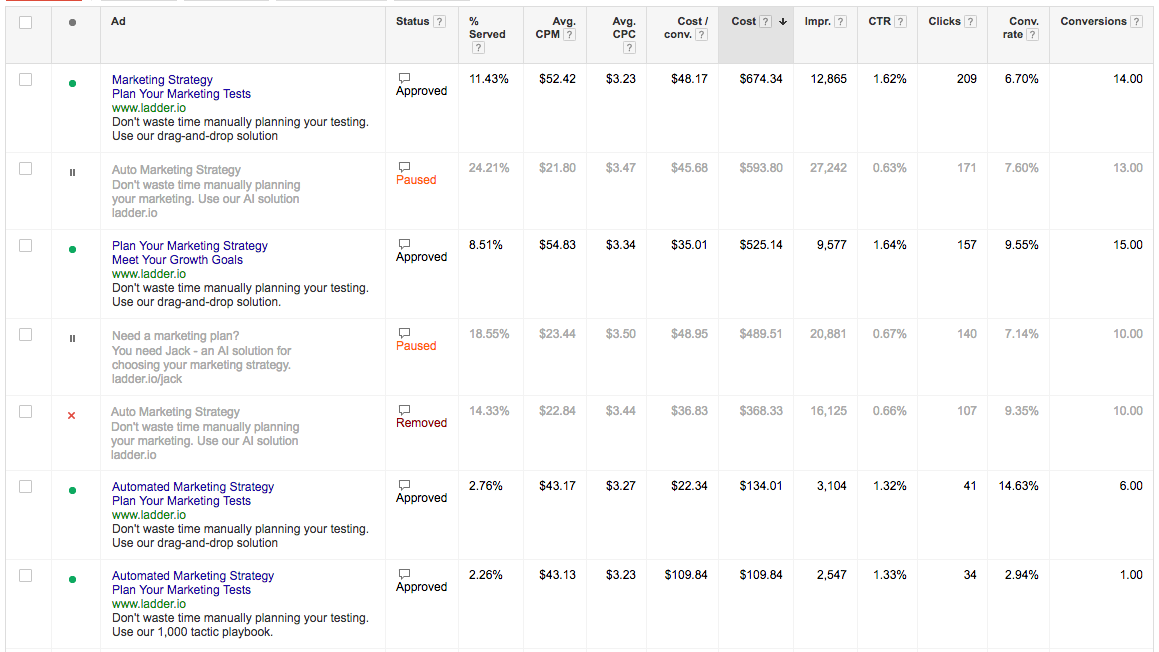 Ad Status ? % Served ? Avg. CPM ? Avg. CPC ? Cost / conv. ? Cost ? ↓ Impr. ? CTR ? Clicks ? Conv. rate ? Conversions ?
Marketing Strategy
Plan Your Marketing Tests
www.ladder.io
Don't waste time manually planning your testing.
Use our drag-and-drop solution
Approved
11.43% $52.42 $3.23 $48.17 $674.34 12,865 1.62% 209 6.70% 14.00
Auto Marketing Strategy
Don't waste time manually planning
your marketing. Use our AI solution
ladder.io
Paused
24.21% $21.80 $3.47 $45.68 $593.80 27,242 0.63% 171 7.60% 13.00
Plan Your Marketing Strategy
Meet Your Growth Goals
www.ladder.io
Don't waste time manually planning your testing.
Use our drag-and-drop solution.
Approved
8.51% $54.83 $3.34 $35.01 $525.14 9,577 1.64% 157 9.55% 15.00
Need a marketing plan?
You need Jack - an AI solution for
choosing your marketing strategy.
ladder.io/jack
Paused
18.55% $23.44 $3.50 $48.95 $489.51 20,881 0.67% 140 7.14% 10.00
Auto Marketing Strategy
Don't waste time manually planning
your marketing. Use our AI solution
ladder.io
Removed
14.33% $22.84 $3.44 $36.83 $368.33 16,125 0.66% 107 9.35% 10.00
Automated Marketing Strategy
Plan Your Marketing Tests
www.ladder.io
Don't waste time manually planning your testing.
Use our drag-and-drop solution
Approved
2.76% $43.17 $3.27 $22.34 $134.01 3,104 1.32% 41 14.63% 6.00
Automated Marketing Strategy
Plan Your Marketing Tests
www.ladder.io
Don't waste time manually planning your testing.
Use our 1,000 tactic playbook.
Approved
2.26% $43.13 $3.23 $109.84 $109.84 2,547 1.33% 34 2.94% 1.00